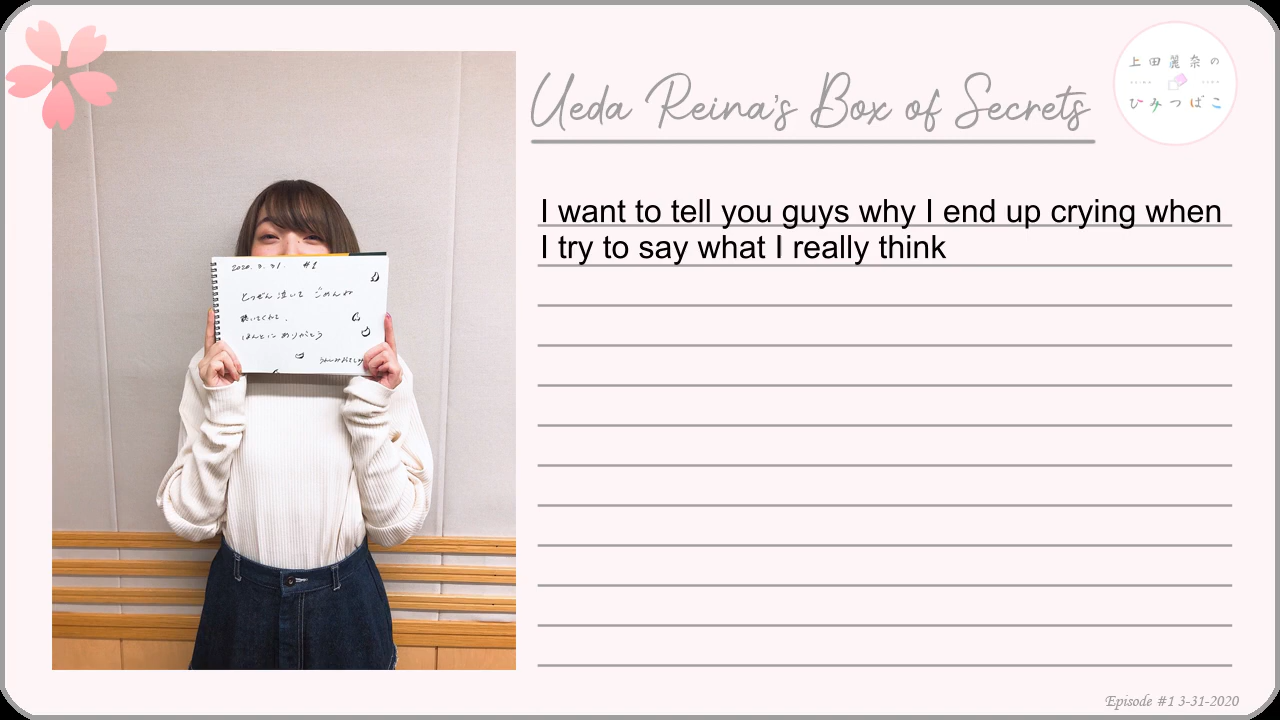 Ueda Reina's Box of Secrets
上田麗奈の
ひみつばこ
I want to tell you guys why I end up crying when
I try to say what I really think
2020. 3. 31. #1
とつぜん泣いて ごめんね
聴いてくれて、
ほんとに ありがとう
Episode #1 3-31-2020